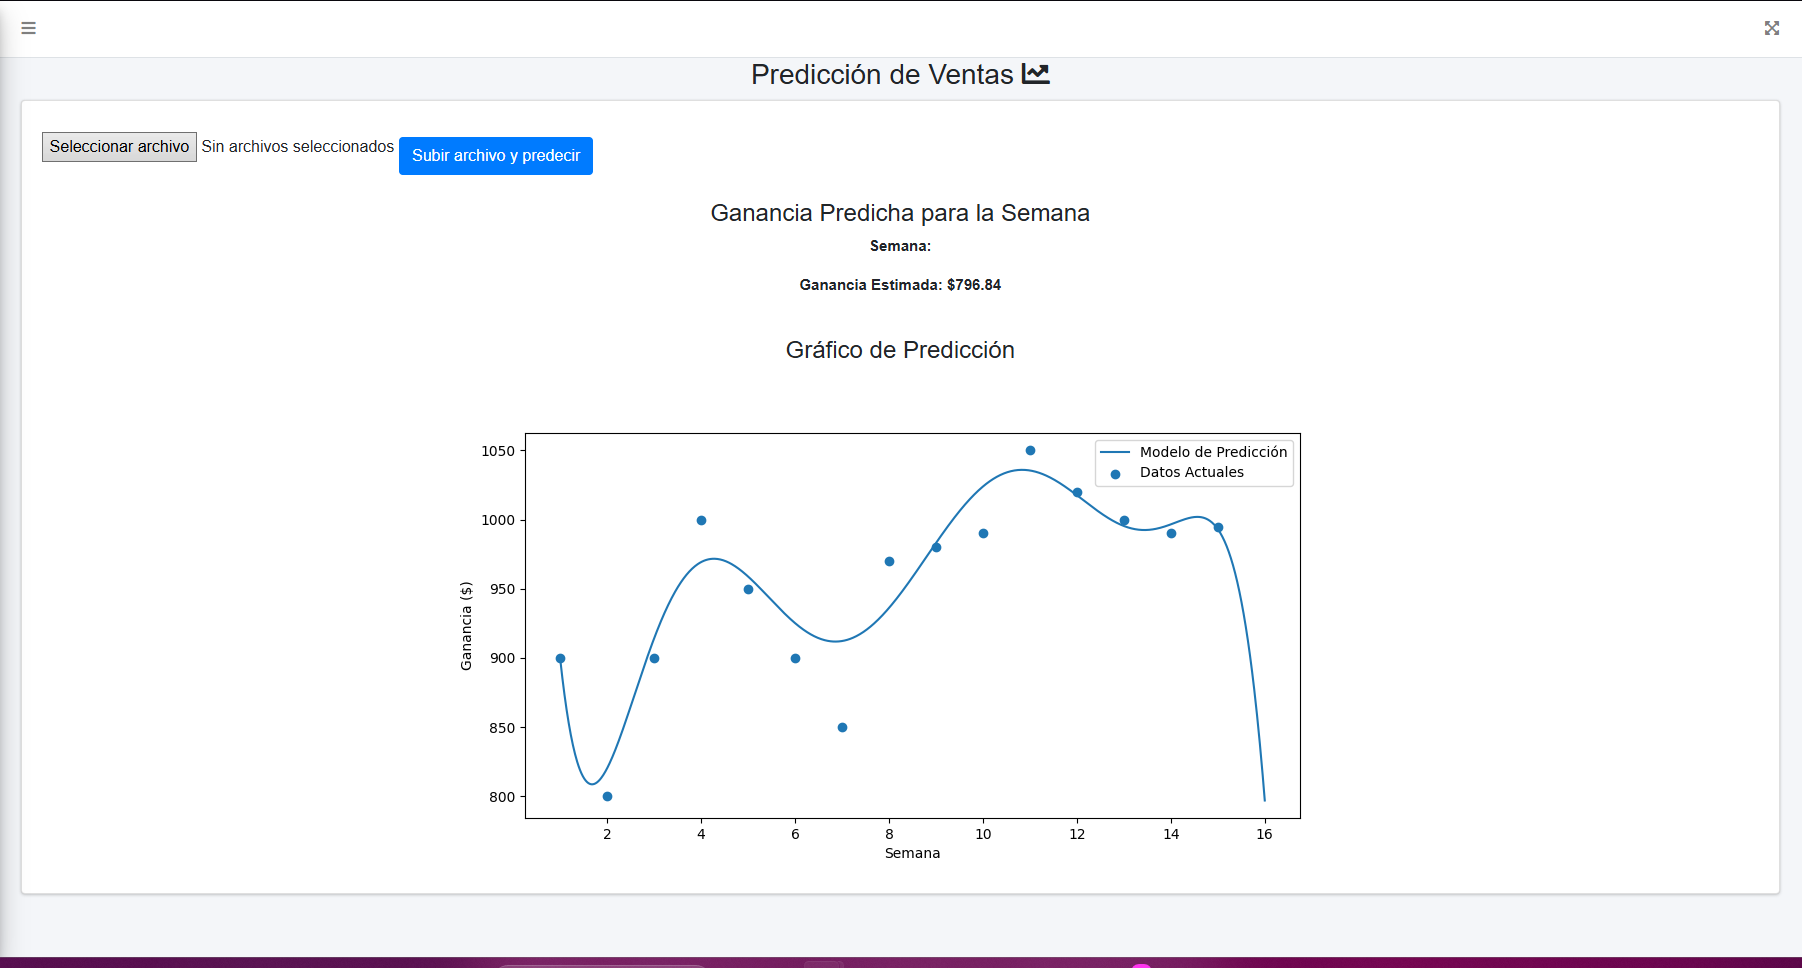 Predicción de Ventas
Seleccionar archivo Sin archivos seleccionados Subir archivo y predecir
Ganancia Predicha para la Semana
Semana:
Ganancia Estimada: $796.84
Gráfico de Predicción
Modelo de Predicción
Datos Actuales
1050
1000
950
900
850
800
Ganancia ($)
2 4 6 8 10 12 14 16
Semana